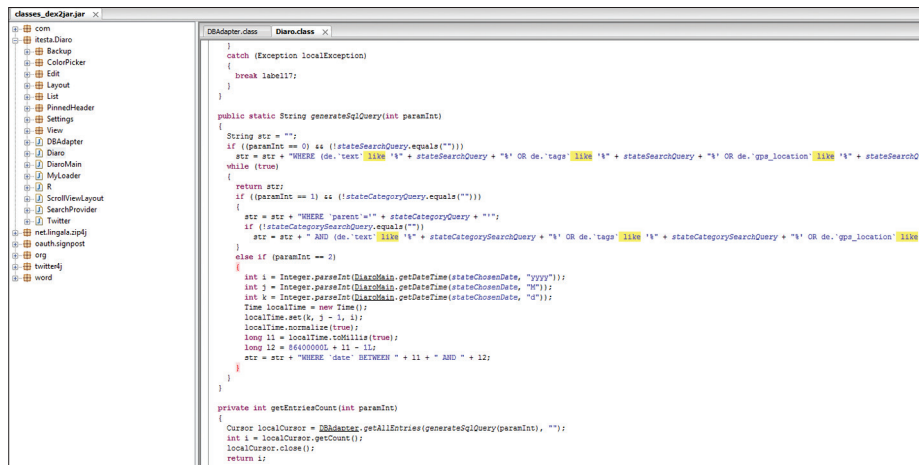 classes_dex2jar.jar
com
itesta.Diaro
Backup
ColorPicker
Edit
Layout
List
PinnedHeader
Settings
View
DBAdapter
Diaro
DiaroMain
MyLoader
R
ScrollViewLayout
SearchProvider
Twitter
net.lingala.zip4j
oauth.signpost
org
twitter4j
word
DBAdapter.class
Diaro.class
}
catch (Exception localException)
{
break label17;
}
}
public static String generateSqlQuery(int paramInt)
{
String str = "";
if ((paramInt == 0) && (!stateSearchQuery.equals("")))
str = str + "WHERE (de.`text` like '%" + stateSearchQuery + "%' OR de.`tags` like '%" + stateSearchQuery + "%' OR de.`gps_location` like '%" + stateSearchQ
while (true)
{
return str;
if ((paramInt == 1) && (!stateCategoryQuery.equals("")))
{
str = str + "WHERE `parent`='" + stateCategoryQuery + "'";
if (!stateCategorySearchQuery.equals(""))
str = str + " AND (de.`text` like '%" + stateCategorySearchQuery + "%' OR de.`tags` like '%" + stateCategorySearchQuery + "%' OR de.`gps_location` like
}
else if (paramInt == 2)
{
int i = Integer.parseInt(DiaroMain.getDateTime(stateChosenDate, "yyyy"));
int j = Integer.parseInt(DiaroMain.getDateTime(stateChosenDate, "M"));
int k = Integer.parseInt(DiaroMain.getDateTime(stateChosenDate, "d"));
Time localTime = new Time();
localTime.set(k, j - 1, i);
localTime.normalize(true);
long l1 = localTime.toMillis(true);
long l2 = 86400000L + l1 - 1L;
str = str + "WHERE `date` BETWEEN " + l1 + " AND " + l2;
}
}
}
private int getEntriesCount(int paramInt)
{
Cursor localCursor = DBAdapter.getAllEntries(generateSqlQuery(paramInt), "");
int i = localCursor.getCount();
localCursor.close();
return i;